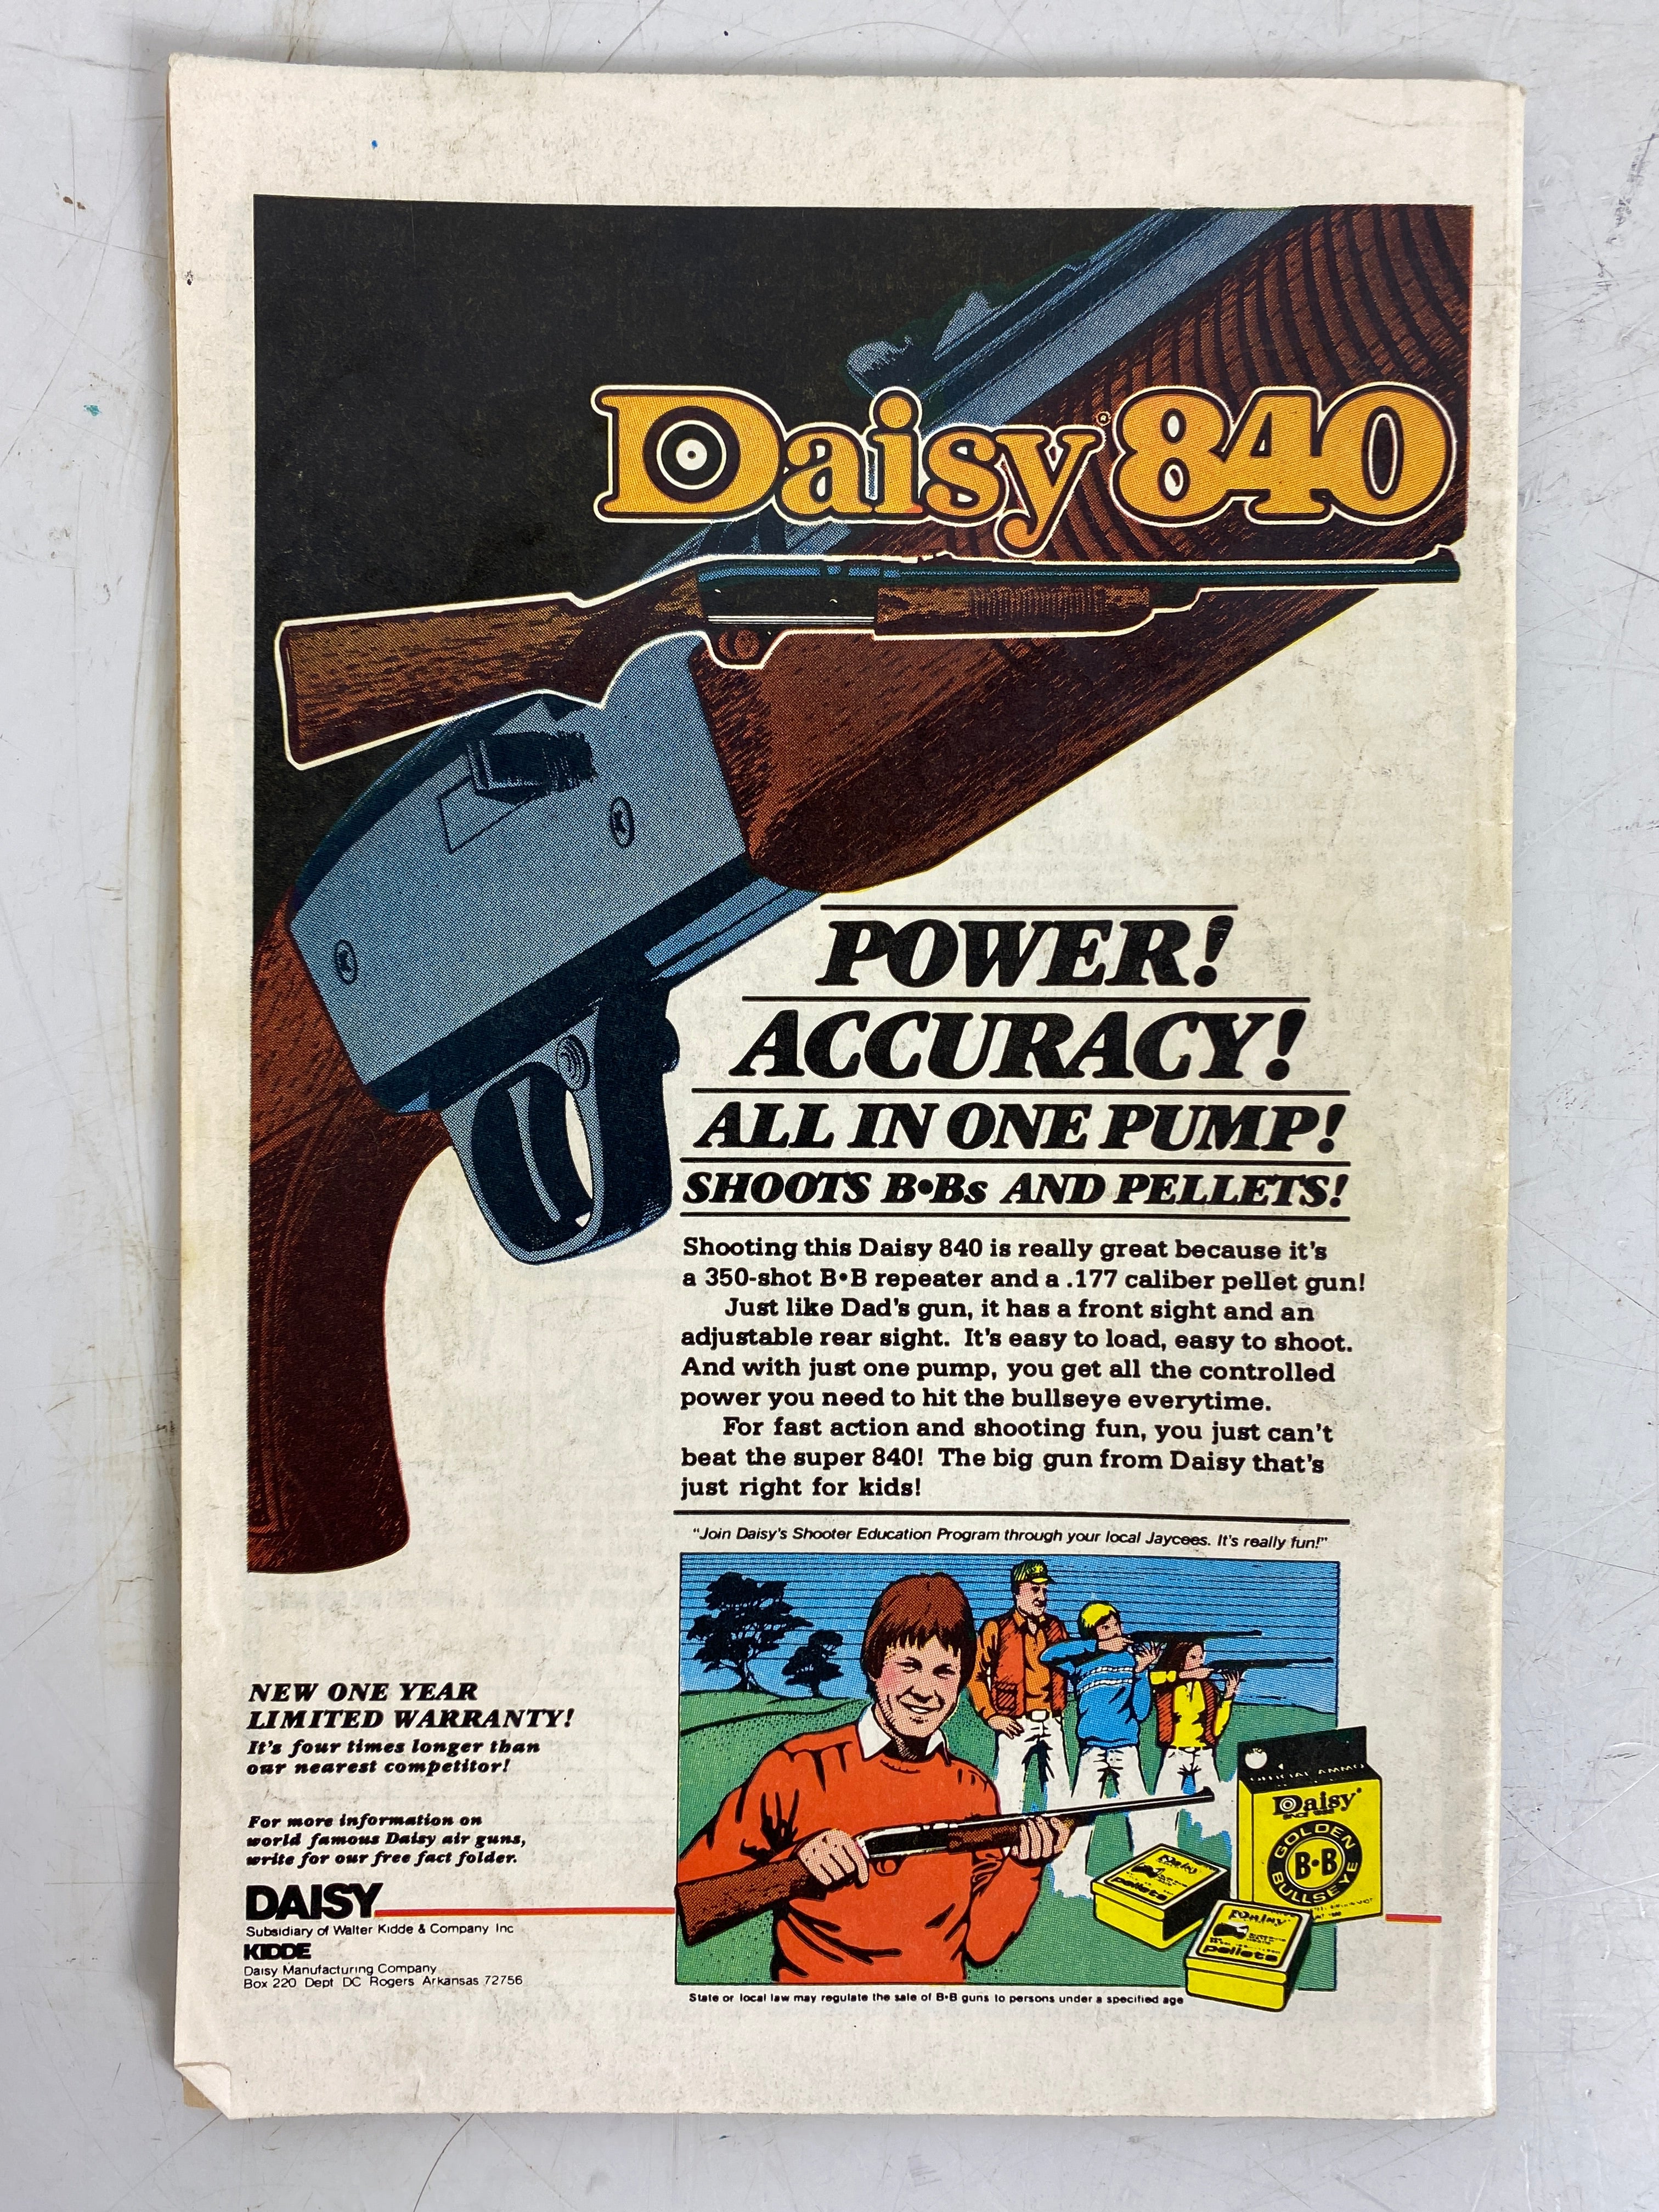 Daisy® 840
POWER!
ACCURACY!
ALL IN ONE PUMP!
SHOOTS B•Bs AND PELLETS!
Shooting this Daisy 840 is really great because it's
a 350-shot B•B repeater and a .177 caliber pellet gun!
Just like Dad's gun, it has a front sight and an
adjustable rear sight. It's easy to load, easy to shoot.
And with just one pump, you get all the controlled
power you need to hit the bullseye everytime.
For fast action and shooting fun, you just can't
beat the super 840! The big gun from Daisy that's
just right for kids!
"Join Daisy's Shooter Education Program through your local Jaycees. It's really fun!"
NEW ONE YEAR
LIMITED WARRANTY!
It's four times longer than
our nearest competitor!
For more information on
world famous Daisy air guns,
write for our free fact folder.
DAISY
Subsidiary of Walter Kidde & Company Inc
KIDDE
Daisy Manufacturing Company
Box 220 Dept DC Rogers Arkansas 72756
OFFICIAL AMMO
Daisy
GOLDEN
B•B
BULLSEYE
Daisy
pellets
Daisy
pellets
State or local law may regulate the sale of B•B guns to persons under a specified age